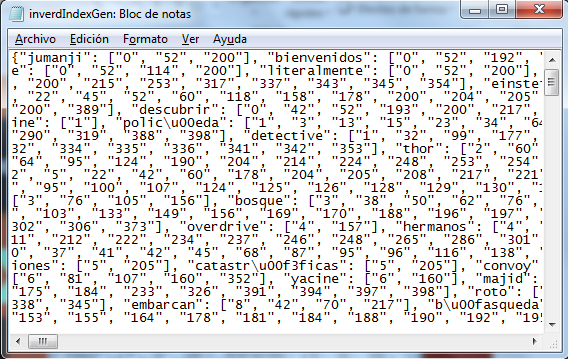 inverdIndexGen: Bloc de notas
Archivo Edición Formato Ver Ayuda
{"jumanji": ["0", "52", "200"], "bienvenidos": ["0", "52", "192", "
e": ["0", "52", "114", "200"], "literalmente": ["0", "52", "200"],
, "200", "215", "253", "317", "337", "343", "345", "354"], "einste
, "22", "45", "52", "60", "118", "158", "178", "200", "204", "205"
"200", "389"], "descubrir": ["0", "42", "52", "193", "200", "217",
ine": ["1"], "polic\u00eda": ["1", "3", "13", "15", "23", "34", "64
"290", "319", "388", "398"], "detective": ["1", "32", "99", "177",
32", "334", "335", "336", "341", "342", "353"], "thor": ["2", "60"
"64", "95", "124", "190", "204", "214", "224", "248", "253", "254"
2", "5", "22", "42", "60", "178", "204", "205", "208", "217", "221
, "95", "100", "107", "124", "125", "126", "128", "129", "130", "1
["3", "76", "105", "156"], "bosque": ["3", "38", "50", "62", "76",
, "103", "133", "149", "156", "169", "170", "188", "196", "197", "
302", "306", "373"], "overdrive": ["4", "157"], "hermanos": ["4", "
11", "212", "222", "234", "237", "246", "248", "265", "286", "301"
0", "37", "41", "42", "45", "68", "87", "95", "96", "116", "138", "
iones": ["5", "205"], "catastr\u00f3ficas": ["5", "205"], "convoy"
["6", "81", "107", "160", "352"], "yacine": ["6", "160"], "majid":
"175", "184", "233", "326", "391", "394", "397", "398"], "roto": ["
338", "345"], "embarcan": ["8", "42", "70", "217"], "b\u00fasqueda"
"153", "155", "164", "178", "181", "184", "188", "190", "192", "195